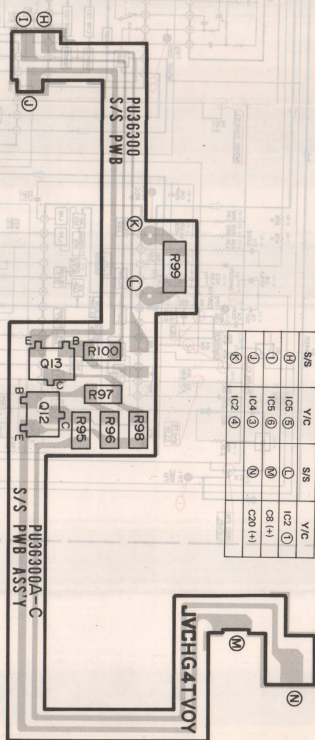 I H
J
PU36300
S/S PWB
K
L
R99
S/S Y/C S/S Y/C
H IC5 ⑤ L IC2 ①
I IC5 ⑥ M C8 (+)
J IC4 ③ N C20 (+)
K IC2 ④
E B
Q13
C
R100
R97
B
Q12
C
E
R95
R96
R98
PU36300A-C
S/S PWB ASS'Y
JVCHG4TVOY
M
N